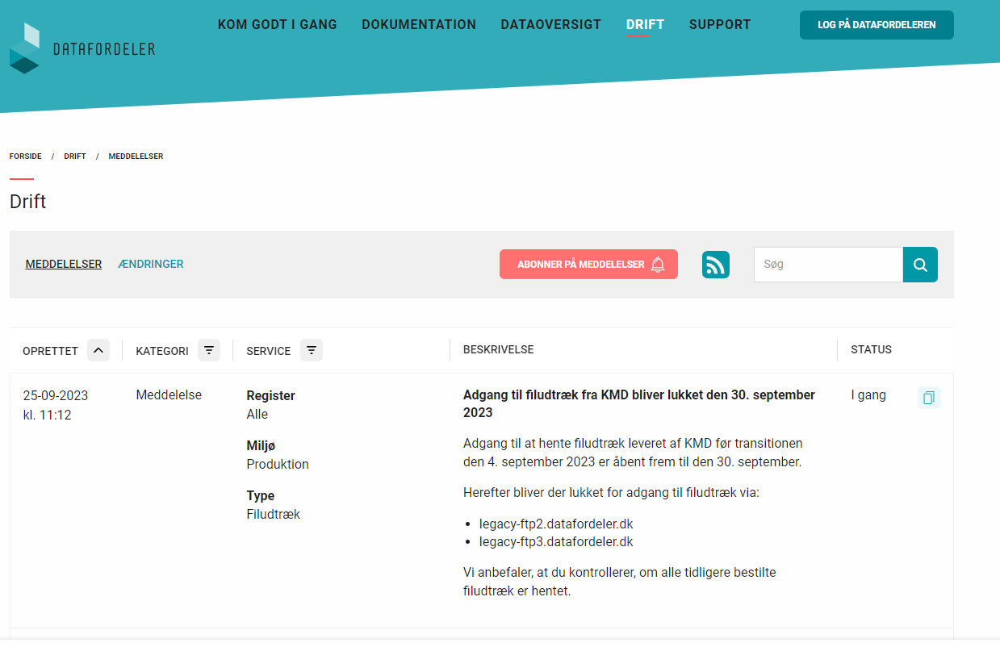 KOM GODT I GANG
DOKUMENTATION
DATAOVERSIGT
DRIFT
SUPPORT
LOG PÅ DATAFORDELEREN
DATAFORDELER
FORSIDE / DRIFT / MEDDELELSER
Drift
MEDDELELSER
ÆNDRINGER
ABONNER PÅ MEDDELELSER
Søg
OPRETTET
KATEGORI
SERVICE
BESKRIVELSE
STATUS
25-09-2023
kl. 11:12
Meddelelse
Register
Alle
Miljø
Produktion
Type
Filudtræk
Adgang til filudtræk fra KMD bliver lukket den 30. september
2023
Adgang til at hente filudtræk leveret af KMD før transitionen
den 4. september 2023 er åbent frem til den 30. september.
Herefter bliver der lukket for adgang til filudtræk via:
• legacy-ftp2.datafordeler.dk
• legacy-ftp3.datafordeler.dk
Vi anbefaler, at du kontrollerer, om alle tidligere bestilte
filudtræk er hentet.
I gang